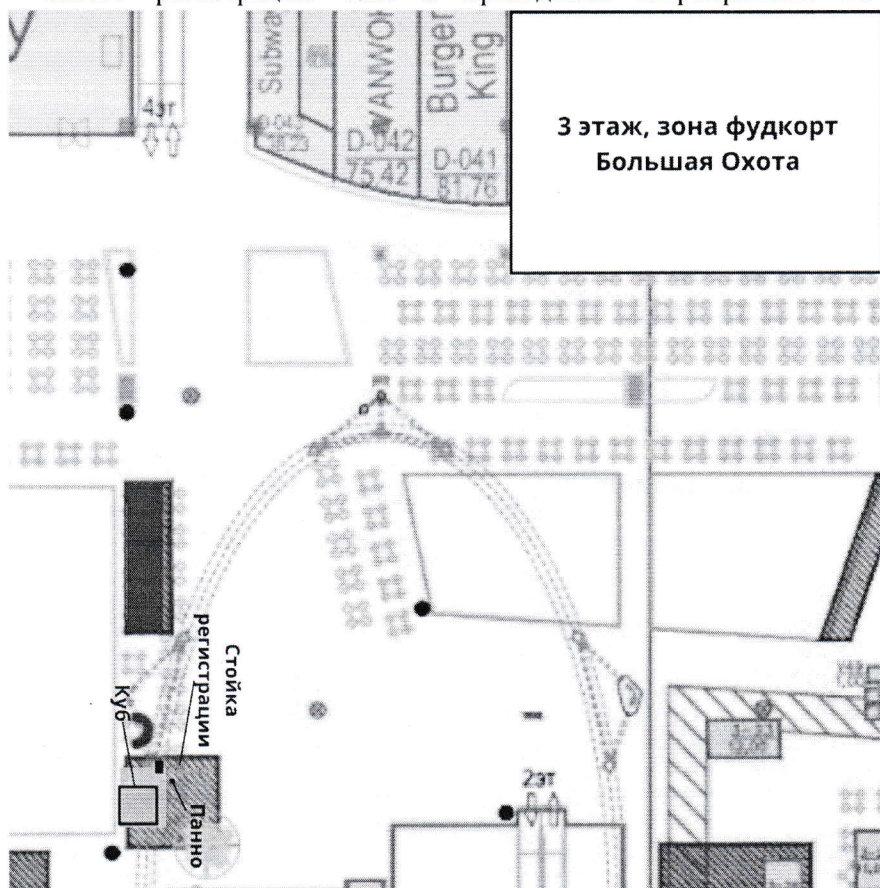 Subway
VANWOK
Burger
King
3 этаж, зона фудкорт
Большая Охота
4эт
D-042
75.42
D-041
81.76
Стойка
регистрации
Куб
Панно
2эт